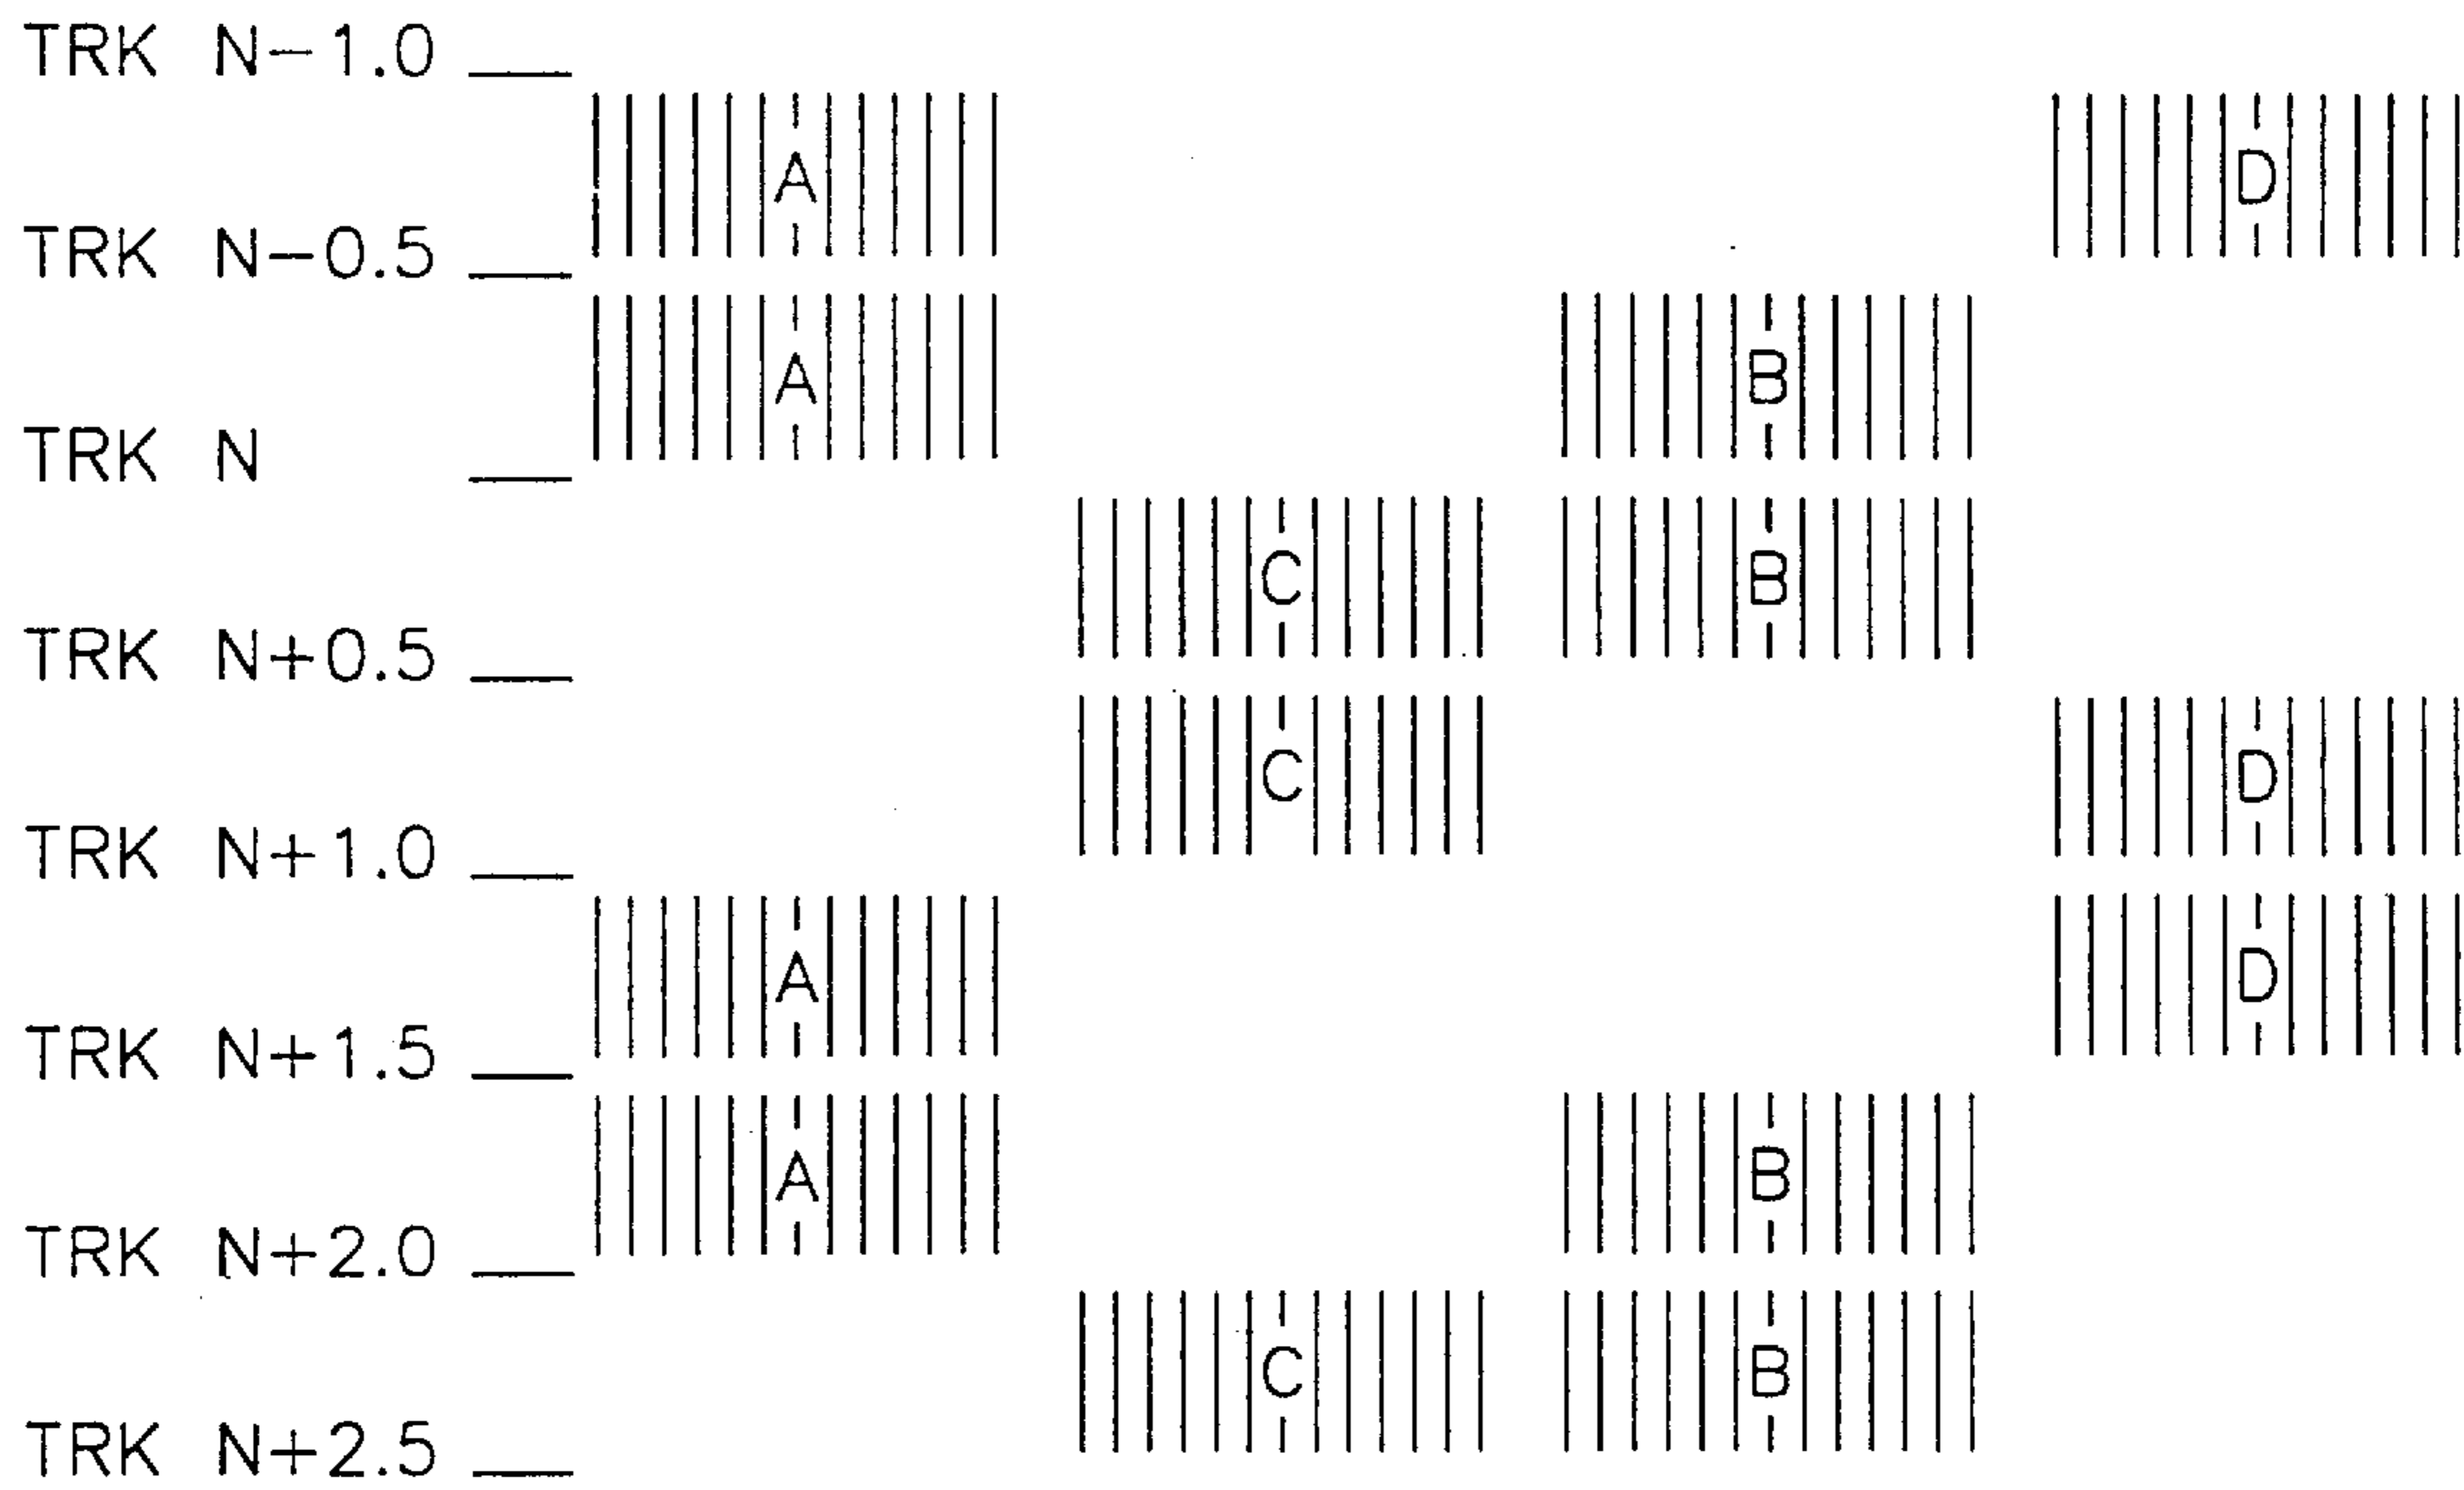 TRK N-1.0
A D
TRK N-0.5
A B
TRK N
C B
TRK N+0.5
C D
TRK N+1.0
A D
TRK N+1.5
A B
TRK N+2.0
C B
TRK N+2.5